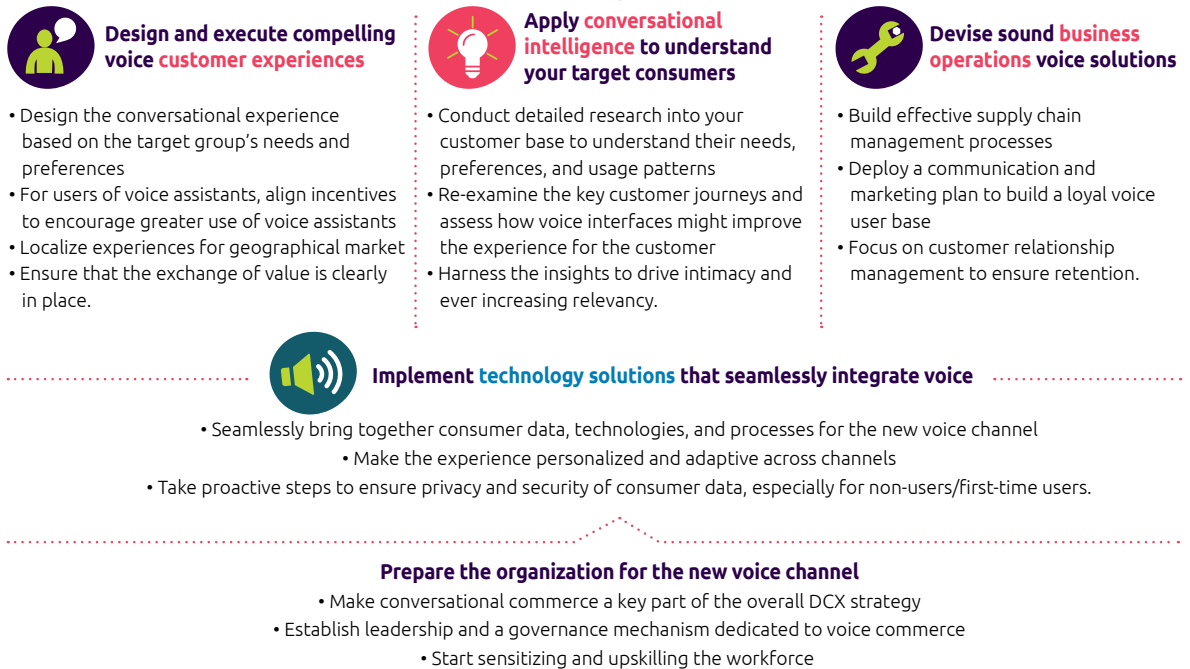 Design and execute compelling
voice customer experiences
• Design the conversational experience
based on the target group’s needs and
preferences
• For users of voice assistants, align incentives
to encourage greater use of voice assistants
• Localize experiences for geographical market
• Ensure that the exchange of value is clearly
in place.
Apply conversational
intelligence to understand
your target consumers
• Conduct detailed research into your
customer base to understand their needs,
preferences, and usage patterns
• Re-examine the key customer journeys and
assess how voice interfaces might improve
the experience for the customer
• Harness the insights to drive intimacy and
ever increasing relevancy.
Devise sound business
operations voice solutions
• Build effective supply chain
management processes
• Deploy a communication and
marketing plan to build a loyal voice
user base
• Focus on customer relationship
management to ensure retention.
Implement technology solutions that seamlessly integrate voice
• Seamlessly bring together consumer data, technologies, and processes for the new voice channel
• Make the experience personalized and adaptive across channels
• Take proactive steps to ensure privacy and security of consumer data, especially for non-users/first-time users.
Prepare the organization for the new voice channel
• Make conversational commerce a key part of the overall DCX strategy
• Establish leadership and a governance mechanism dedicated to voice commerce
• Start sensitizing and upskilling the workforce